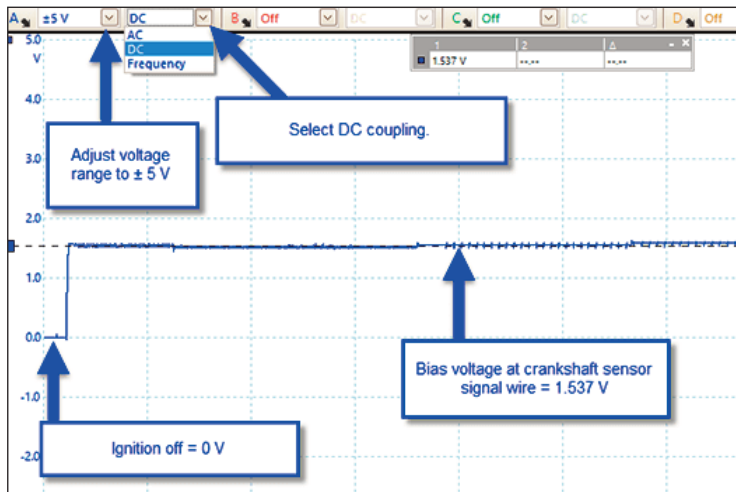 A ±5 V DC B Off DC C Off DC D Off
AC
DC
Frequency
1 2 Δ
1.537 V --.-- --.--
5.0
V
4.0
3.0
2.0
1.0
0.0
-1.0
-2.0
Select DC coupling.
Adjust voltage
range to ± 5 V
Bias voltage at crankshaft sensor
signal wire = 1.537 V
Ignition off = 0 V